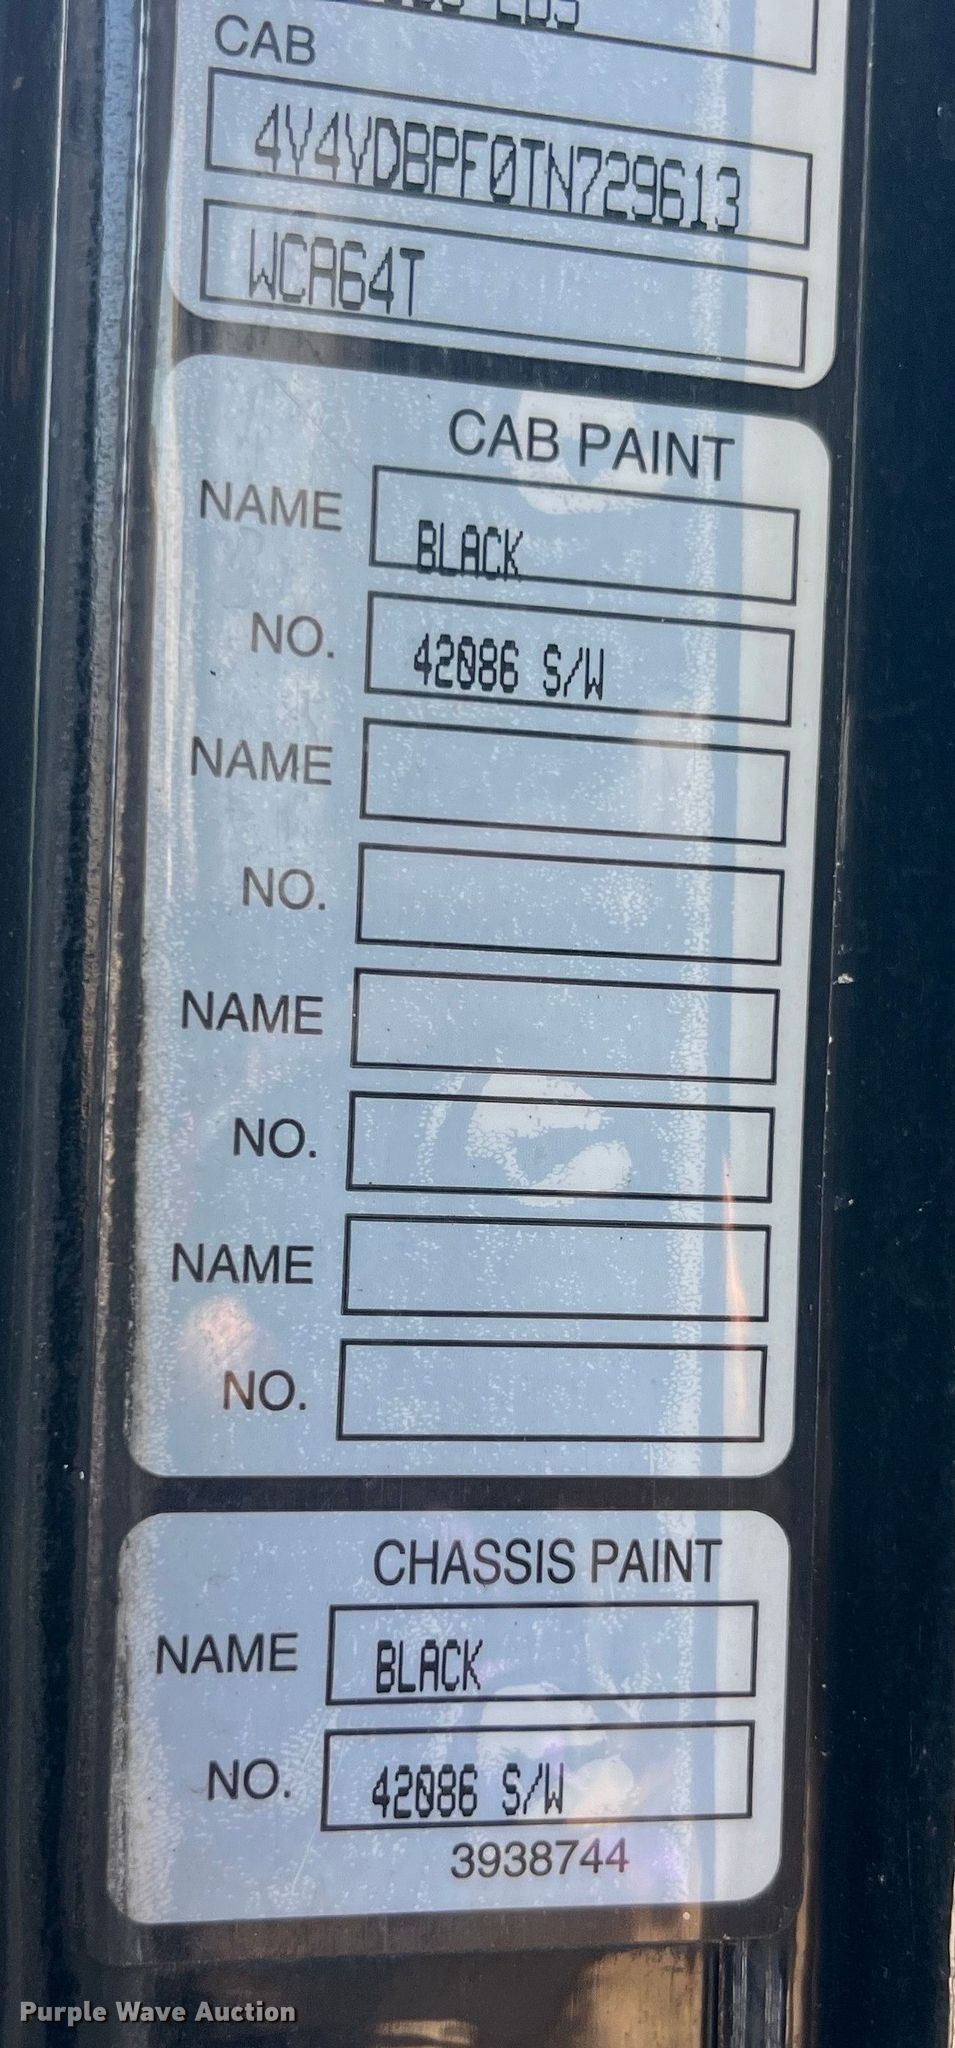 LBS
CAB
4V4VDBPF0TN729613
WCA64T
CAB PAINT
NAME BLACK
NO. 42086 S/W
NAME
NO.
NAME
NO.
NAME
NO.
CHASSIS PAINT
NAME BLACK
NO. 42086 S/W
3938744
Purple Wave Auction